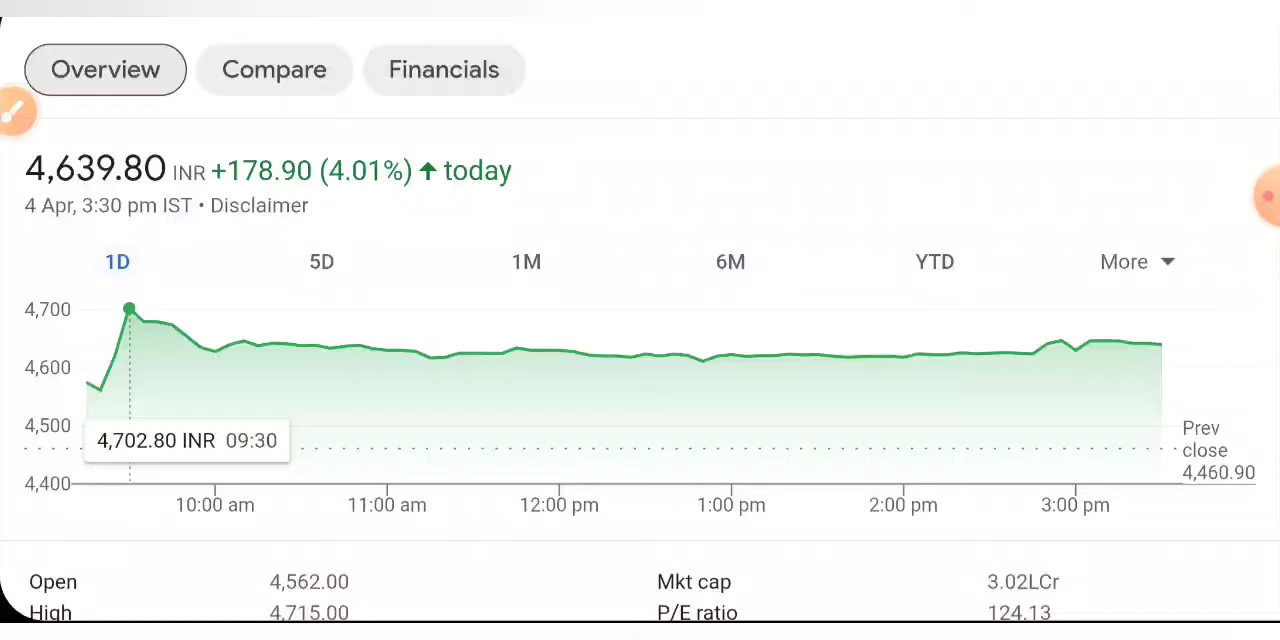 Overview Compare Financials
4,639.80 INR +178.90 (4.01%) ↑ today
4 Apr, 3:30 pm IST • Disclaimer
1D 5D 1M 6M YTD More
4,700
4,600
4,500
4,400
4,702.80 INR 09:30
Prev
close
4,460.90
10:00 am 11:00 am 12:00 pm 1:00 pm 2:00 pm 3:00 pm
Open 4,562.00 Mkt cap 3.02LCr
High 4,715.00 P/E ratio 124.13